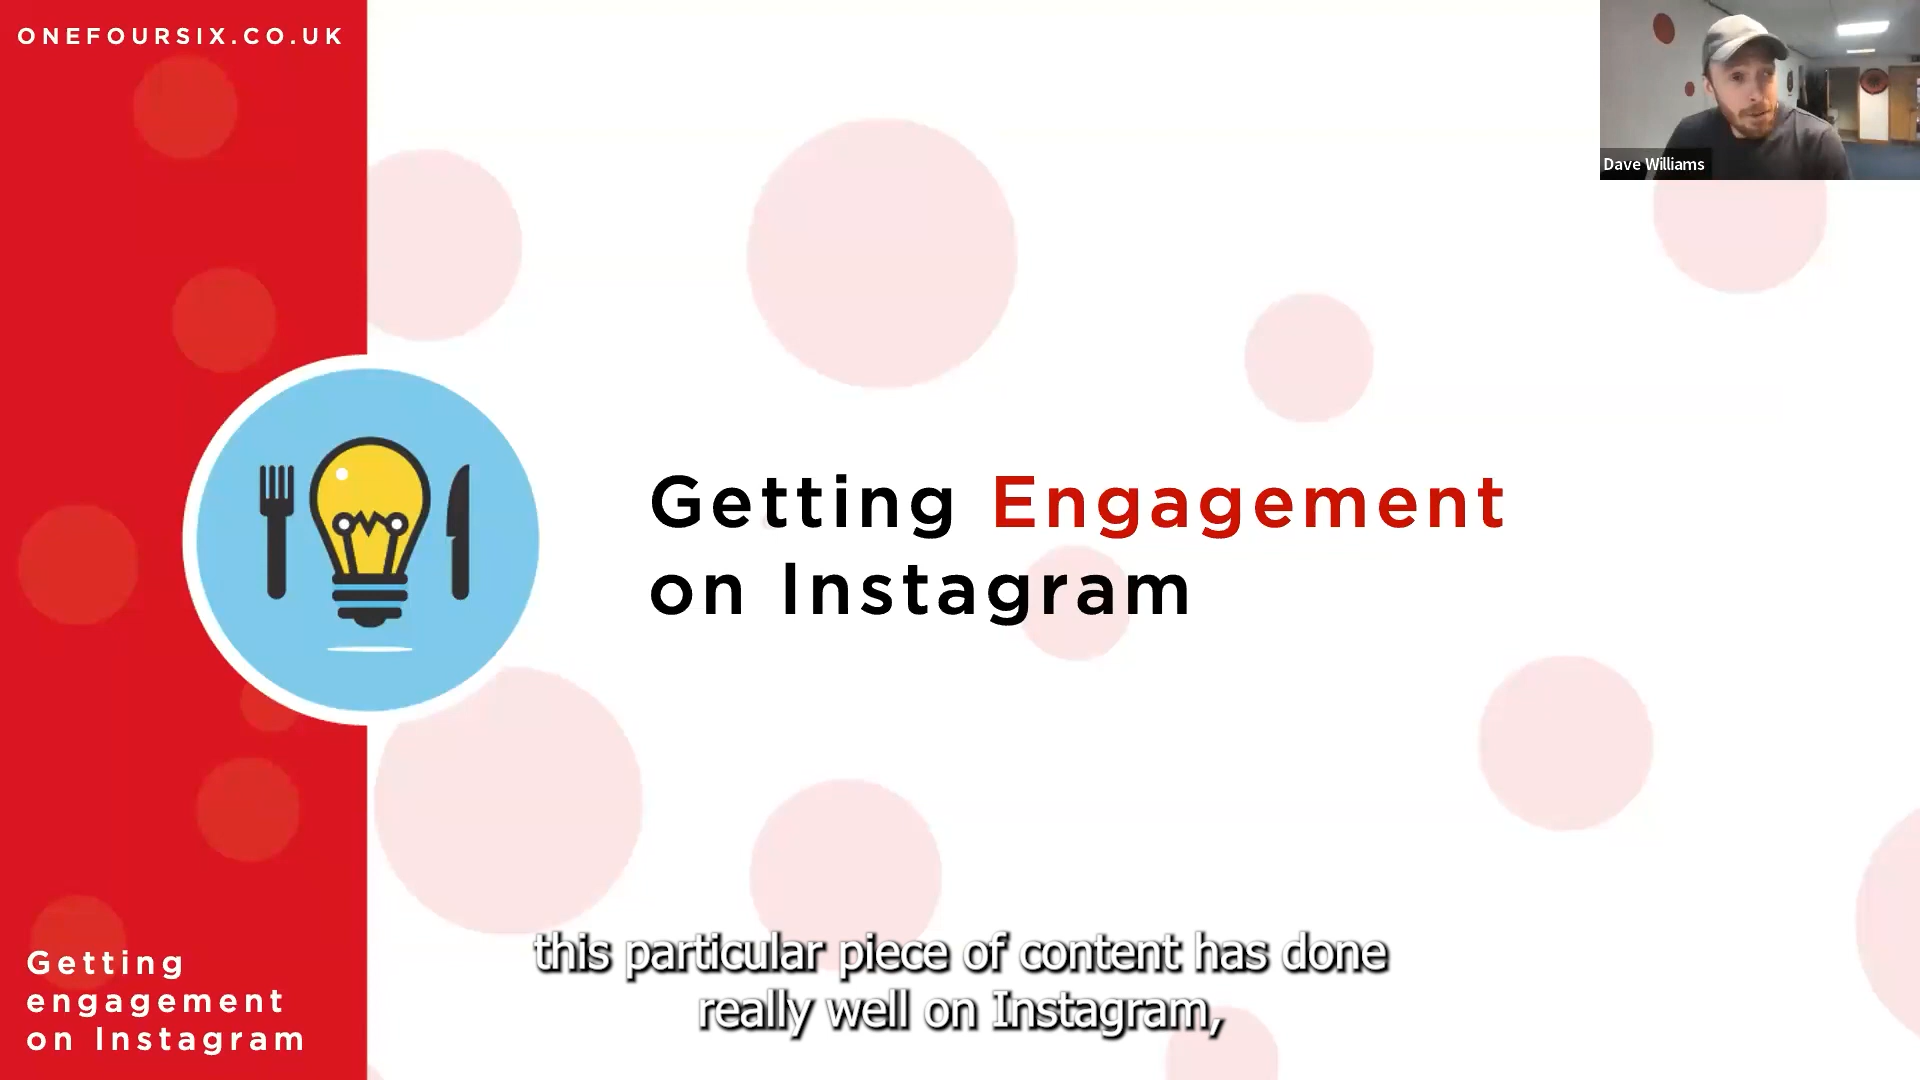 ONEFOURSIX.CO.UK
Dave Williams
Getting Engagement
on Instagram
this particular piece of content has done
really well on Instagram,
Getting
engagement
on Instagram